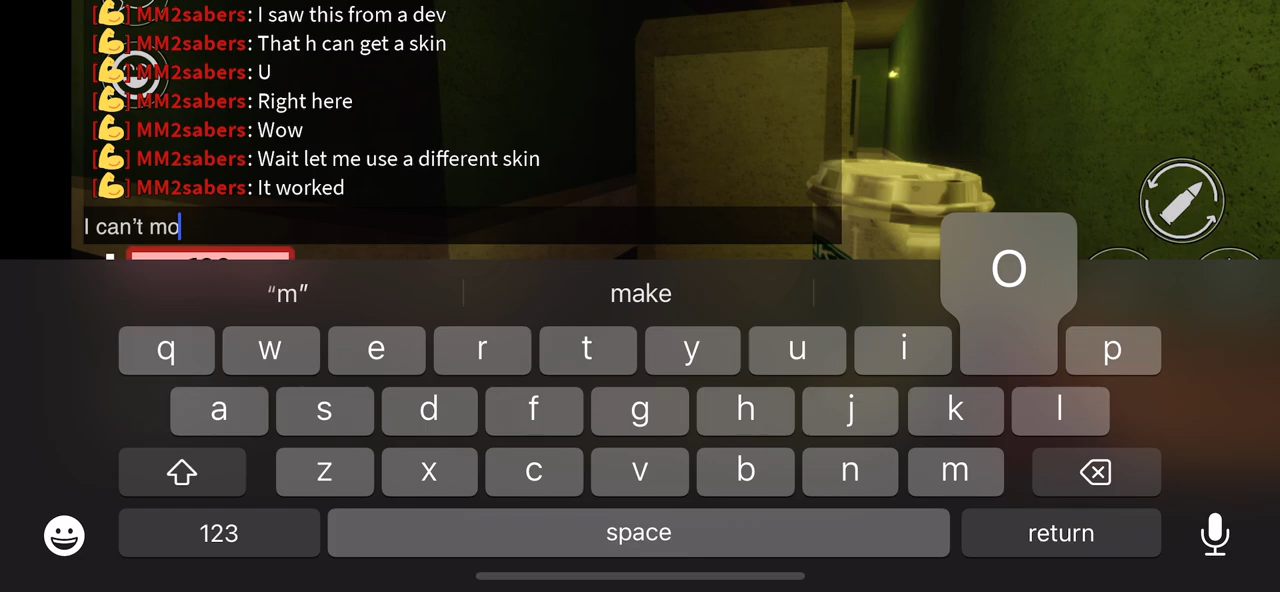 [💪] MM2sabers: I saw this from a dev
[💪] MM2sabers: That h can get a skin
[💪] MM2sabers: U
[💪] MM2sabers: Right here
[💪] MM2sabers: Wow
[💪] MM2sabers: Wait let me use a different skin
[💪] MM2sabers: It worked
I can't mo
“m” make
O
q w e r t y u i p
a s d f g h j k l
z x c v b n m
123 space return